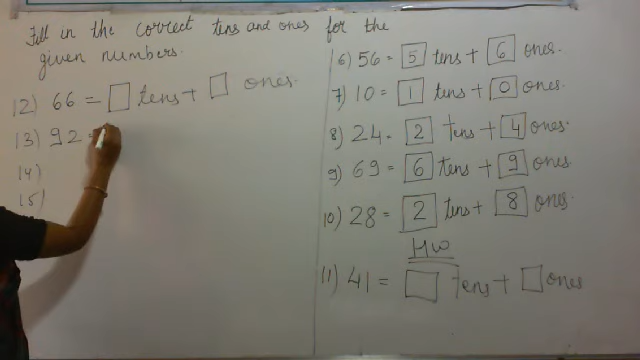 Fill in the correct tens and ones for the
given numbers.
12) 66 = □ tens + □ ones.
13) 92 =
14)
15)
6) 56 = 5 tens + 6 ones.
7) 10 = 1 tens + 0 ones.
8) 24 = 2 tens + 4 ones.
9) 69 = 6 tens + 9 ones.
10) 28 = 2 tens + 8 ones.
HW
11) 41 = □ tens + □ ones